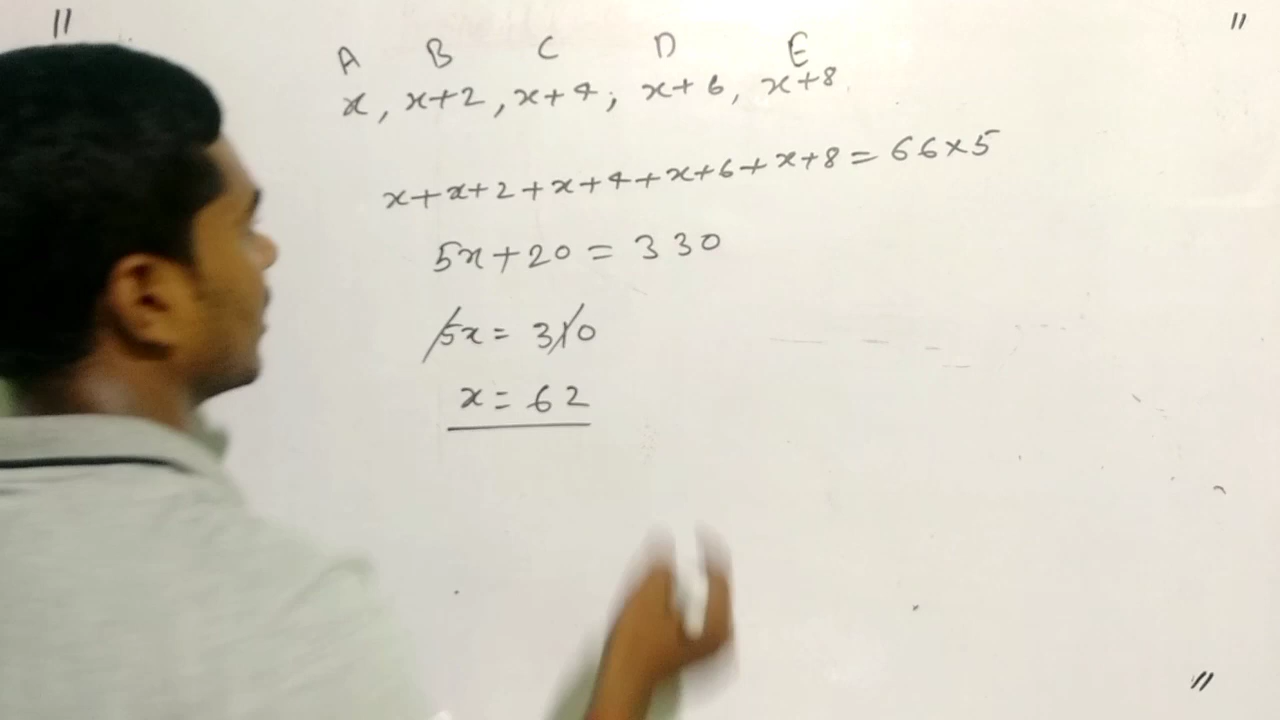 A B C D E
x, x+2, x+4, x+6, x+8
x+x+2+x+4+x+6+x+8=66×5
5x+20=330
5x=310
x=62